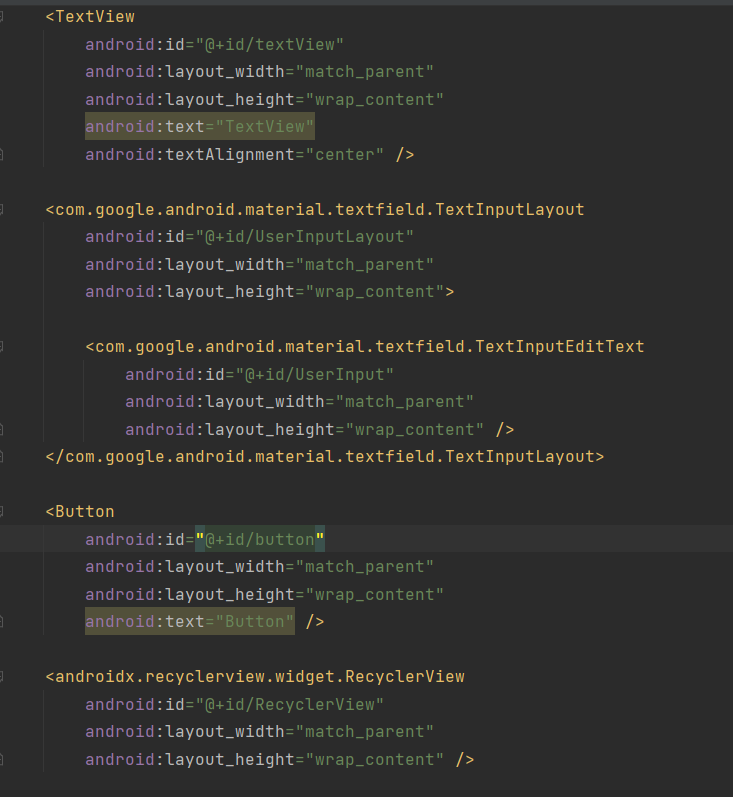 <TextView
android:id="@+id/textView"
android:layout_width="match_parent"
android:layout_height="wrap_content"
android:text="TextView"
android:textAlignment="center" />
<com.google.android.material.textfield.TextInputLayout
android:id="@+id/UserInputLayout"
android:layout_width="match_parent"
android:layout_height="wrap_content">
<com.google.android.material.textfield.TextInputEditText
android:id="@+id/UserInput"
android:layout_width="match_parent"
android:layout_height="wrap_content" />
</com.google.android.material.textfield.TextInputLayout>
<Button
android:id="@+id/button"
android:layout_width="match_parent"
android:layout_height="wrap_content"
android:text="Button" />
<androidx.recyclerview.widget.RecyclerView
android:id="@+id/RecyclerView"
android:layout_width="match_parent"
android:layout_height="wrap_content" />